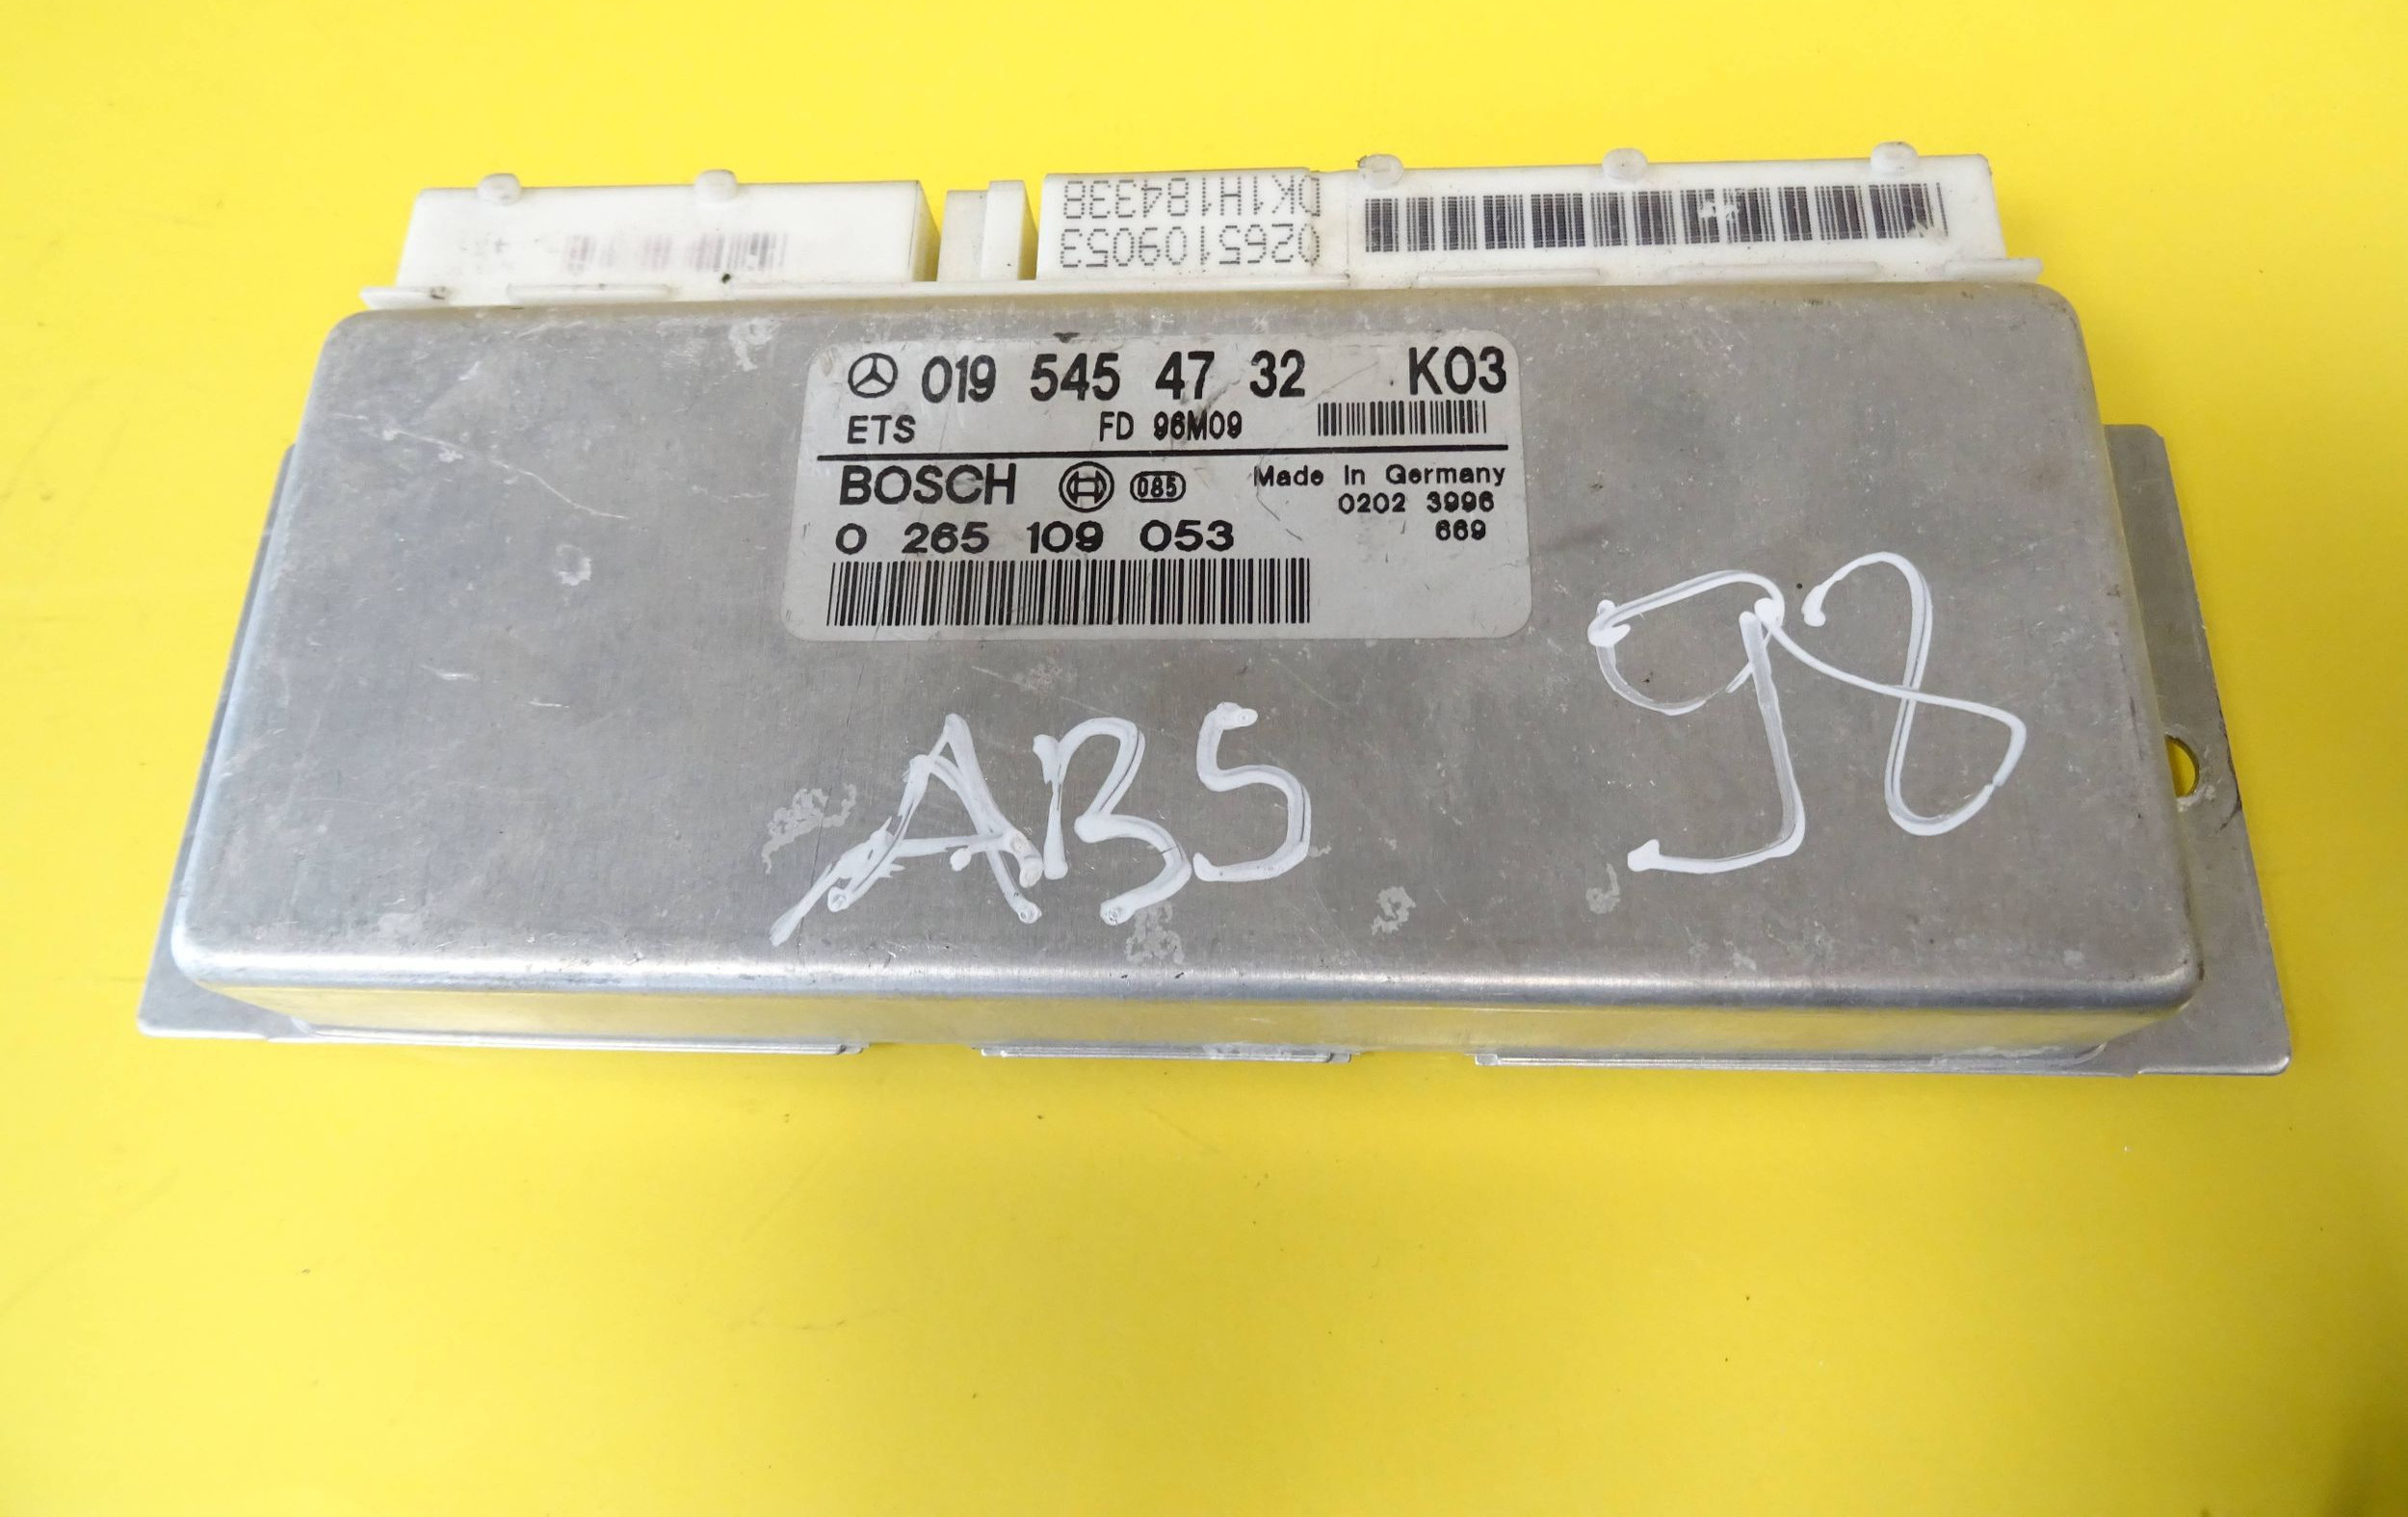 DK1H184338
0265109053
019 545 47 32 K03
ETS FD 96M09
BOSCH 085 Made in Germany
0202 3996
0 265 109 053 669
ABS 98